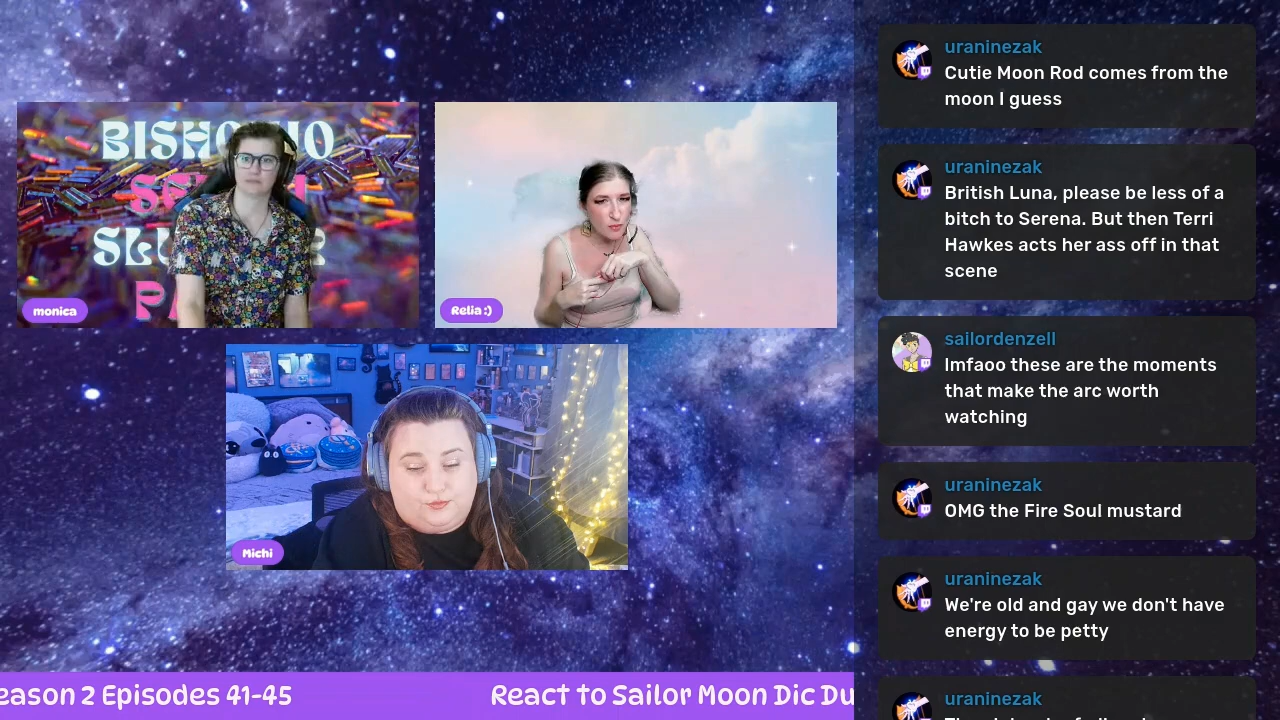 BISHO
monica
Relia :)
Michi
eason 2 Episodes 41-45
React to Sailor Moon Dic Du
uraninezak
Cutie Moon Rod comes from the
moon I guess
uraninezak
British Luna, please be less of a
bitch to Serena. But then Terri
Hawkes acts her ass off in that
scene
sailordenzell
lmfaoo these are the moments
that make the arc worth
watching
uraninezak
OMG the Fire Soul mustard
uraninezak
We're old and gay we don't have
energy to be petty
uraninezak